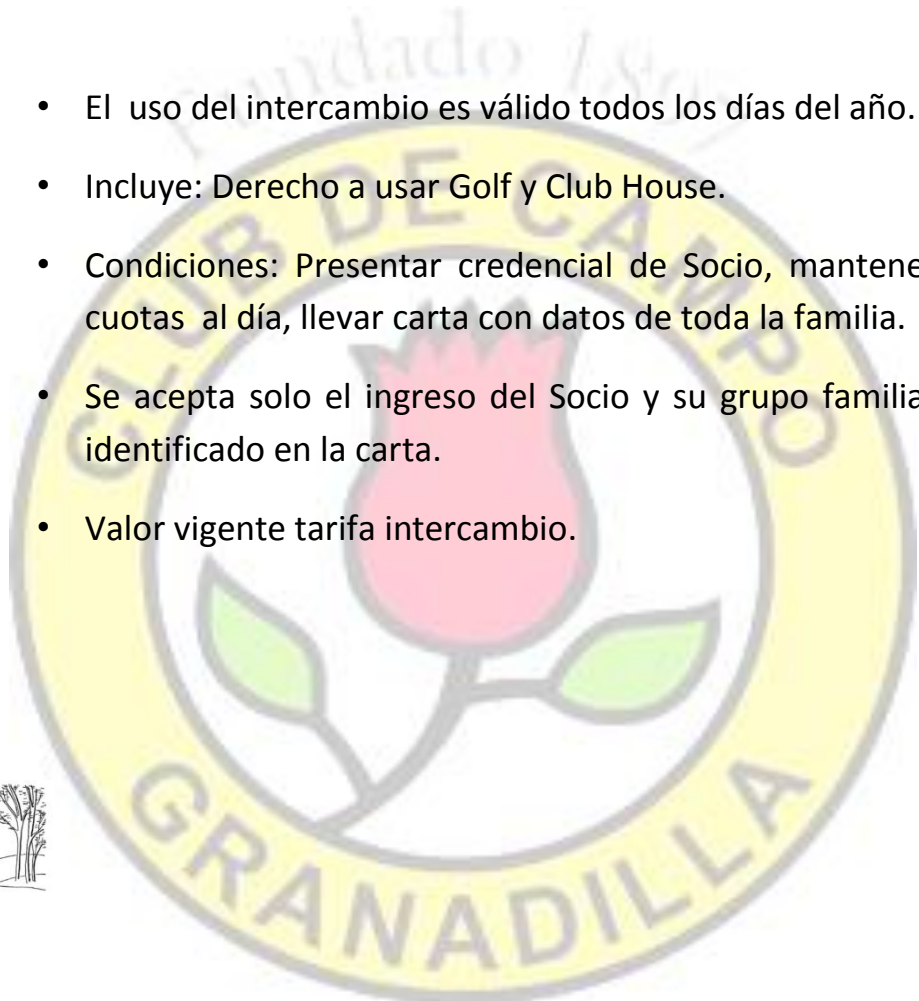 Fundado 1897
• El uso del intercambio es válido todos los días del año.
• Incluye: Derecho a usar Golf y Club House.
• Condiciones: Presentar credencial de Socio, mantene
cuotas al día, llevar carta con datos de toda la familia.
• Se acepta solo el ingreso del Socio y su grupo familia
identificado en la carta.
• Valor vigente tarifa intercambio.
CLUB DE CAMPO
GRANADILLA